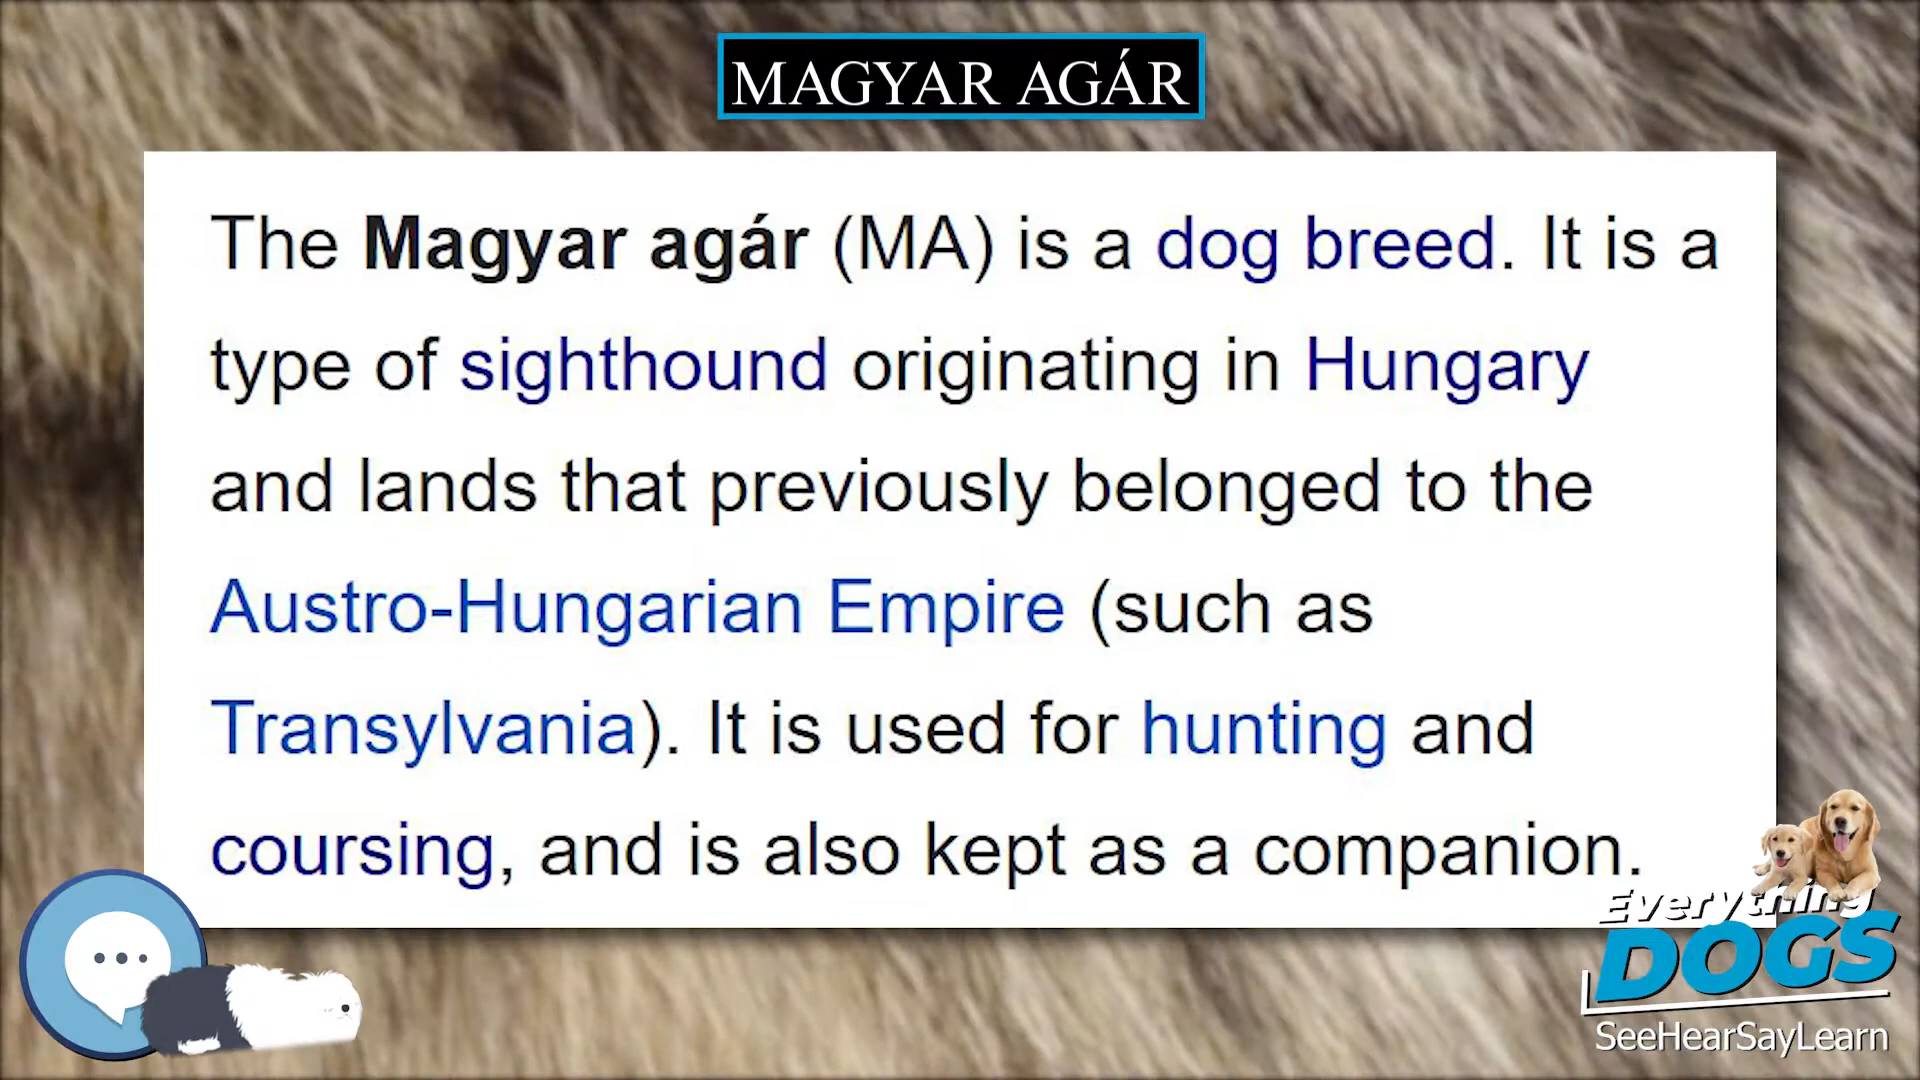 MAGYAR AGÁR
The Magyar agár (MA) is a dog breed. It is a
type of sighthound originating in Hungary
and lands that previously belonged to the
Austro-Hungarian Empire (such as
Transylvania). It is used for hunting and
coursing, and is also kept as a companion.
Everything
DOGS
SeeHearSayLearn